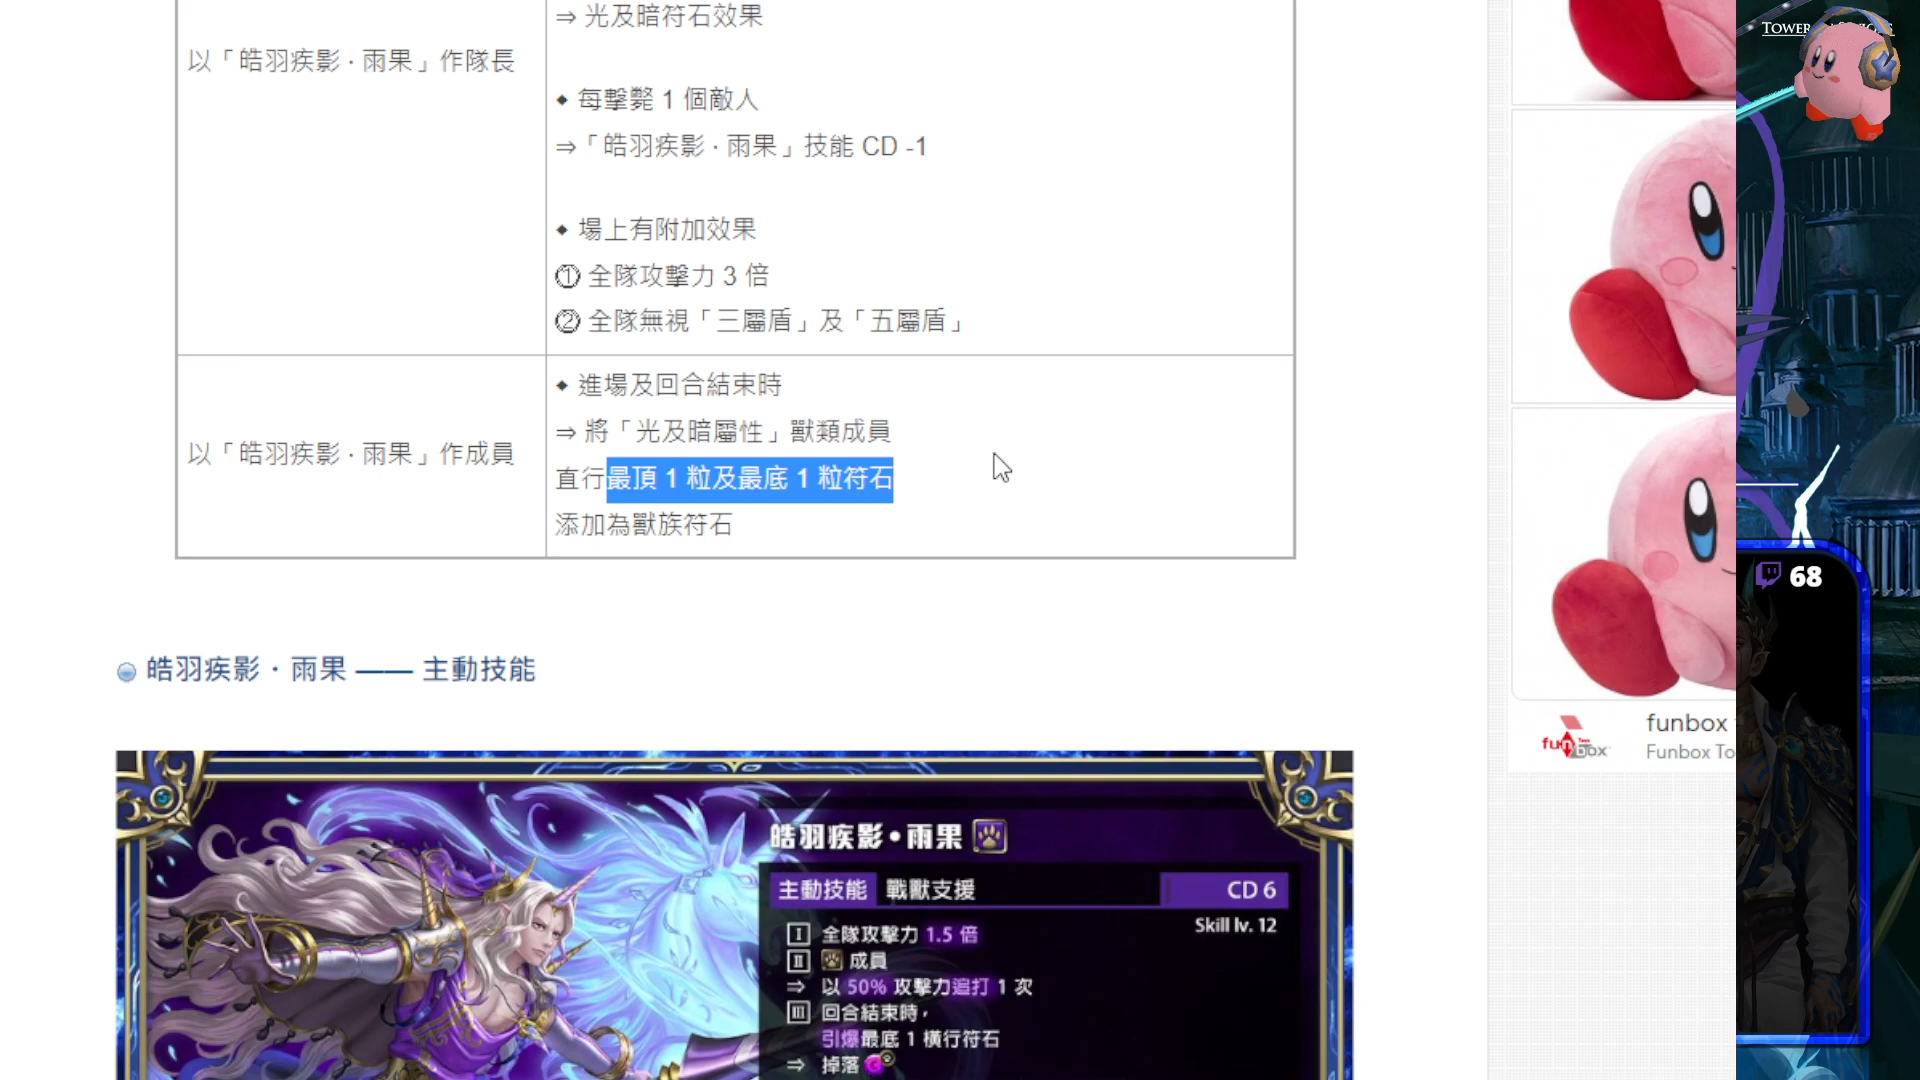 ⇒ 光及暗符石效果
以「皓羽疾影 · 雨果」作隊長
◆ 每擊斃 1 個敵人
⇒「皓羽疾影 · 雨果」技能 CD -1
◆ 場上有附加效果
① 全隊攻擊力 3 倍
② 全隊無視「三屬盾」及「五屬盾」
◆ 進場及回合結束時
⇒ 將「光及暗屬性」獸類成員
以「皓羽疾影 · 雨果」作成員
直行最頂 1 粒及最底 1 粒符石
添加為獸族符石
皓羽疾影 · 雨果 —— 主動技能
皓羽疾影 • 雨果
主動技能 戰獸支援 CD 6
Skill lv. 12
I 全隊攻擊力 1.5 倍
II 成員
⇒ 以 50% 攻擊力追打 1 次
III 回合結束時，
引爆最底 1 橫行符石
⇒ 掉落
TOWER
68
funbox
funbox
Funbox To